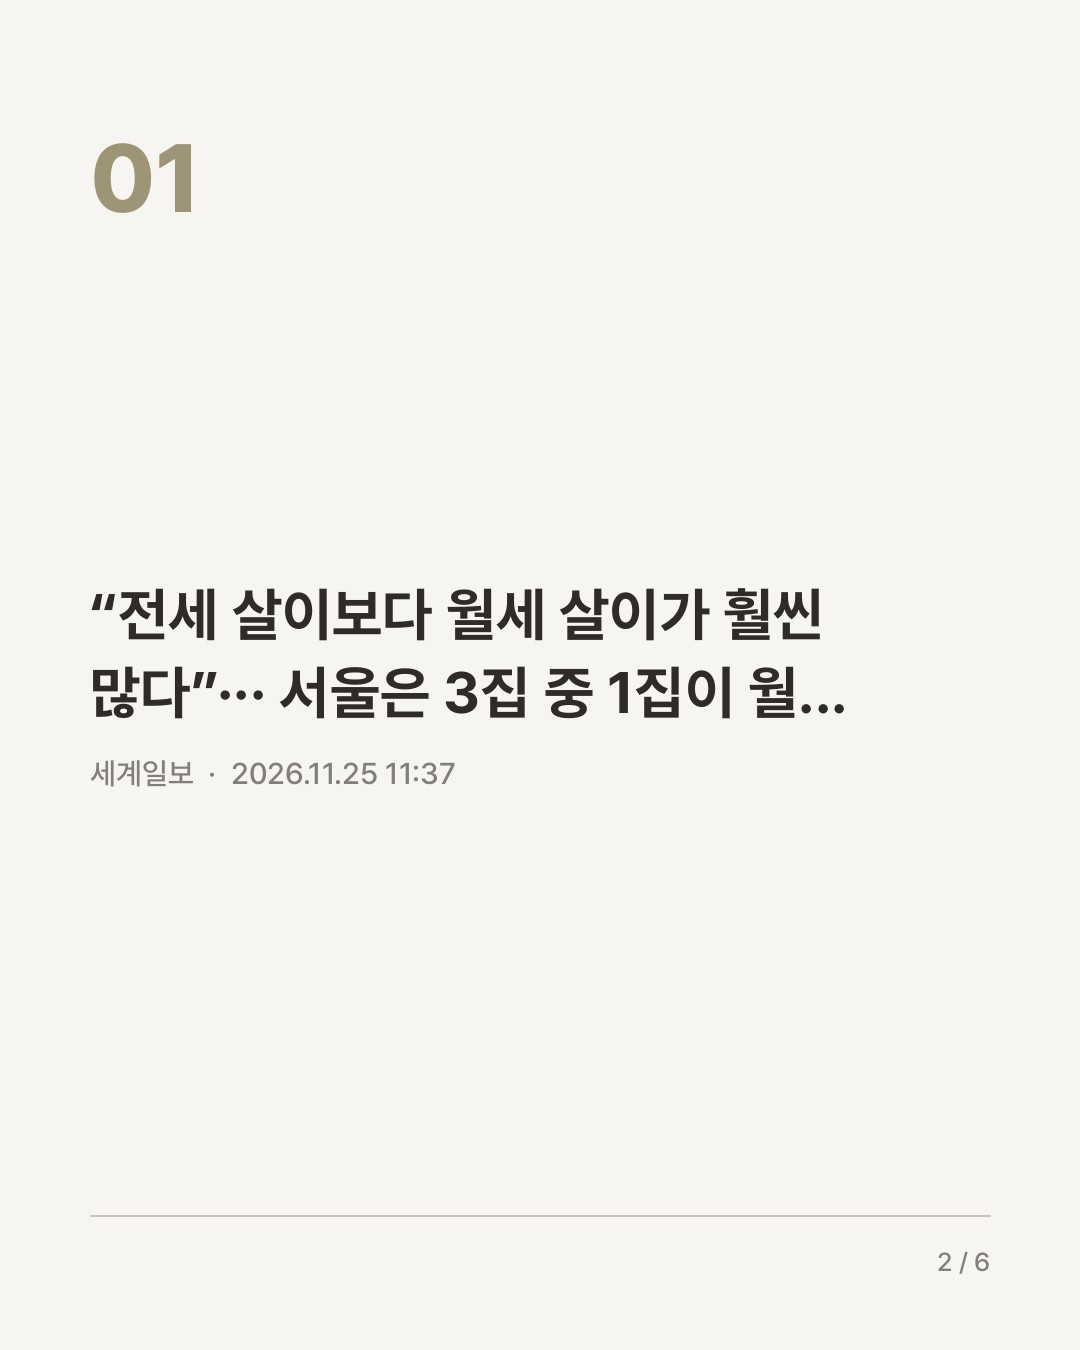 01
“전세 살이보다 월세 살이가 훨씬
많다”··· 서울은 3집 중 1집이 월...
세계일보 · 2026.11.25 11:37
2 / 6